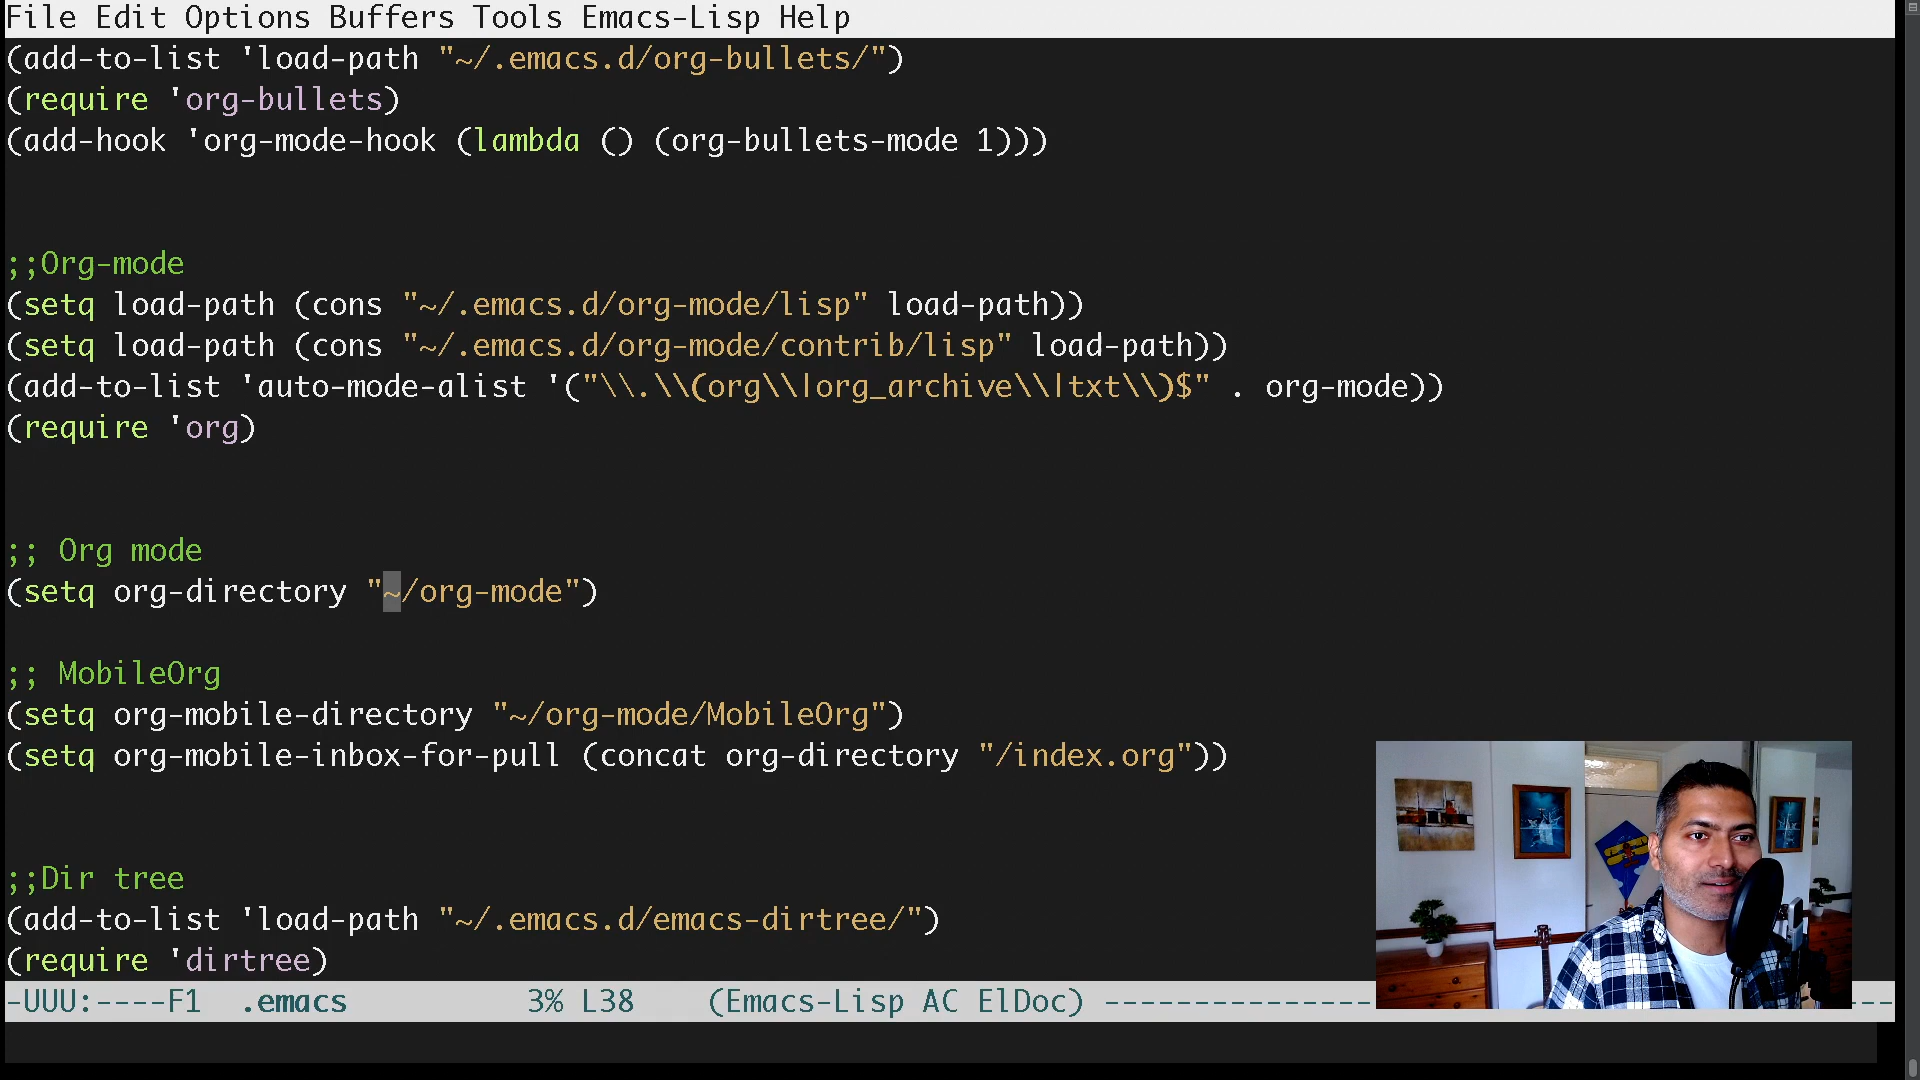 File Edit Options Buffers Tools Emacs-Lisp Help
(add-to-list 'load-path "~/.emacs.d/org-bullets/")
(require 'org-bullets)
(add-hook 'org-mode-hook (lambda () (org-bullets-mode 1)))
;;Org-mode
(setq load-path (cons "~/.emacs.d/org-mode/lisp" load-path))
(setq load-path (cons "~/.emacs.d/org-mode/contrib/lisp" load-path))
(add-to-list 'auto-mode-alist '("\\.\\(org\\|org_archive\\|txt\\)$" . org-mode))
(require 'org)
;; Org mode
(setq org-directory "~/org-mode")
;; MobileOrg
(setq org-mobile-directory "~/org-mode/MobileOrg")
(setq org-mobile-inbox-for-pull (concat org-directory "/index.org"))
;;Dir tree
(add-to-list 'load-path "~/.emacs.d/emacs-dirtree/")
(require 'dirtree)
-UUU:----F1 .emacs 3% L38 (Emacs-Lisp AC ElDoc) ------------------